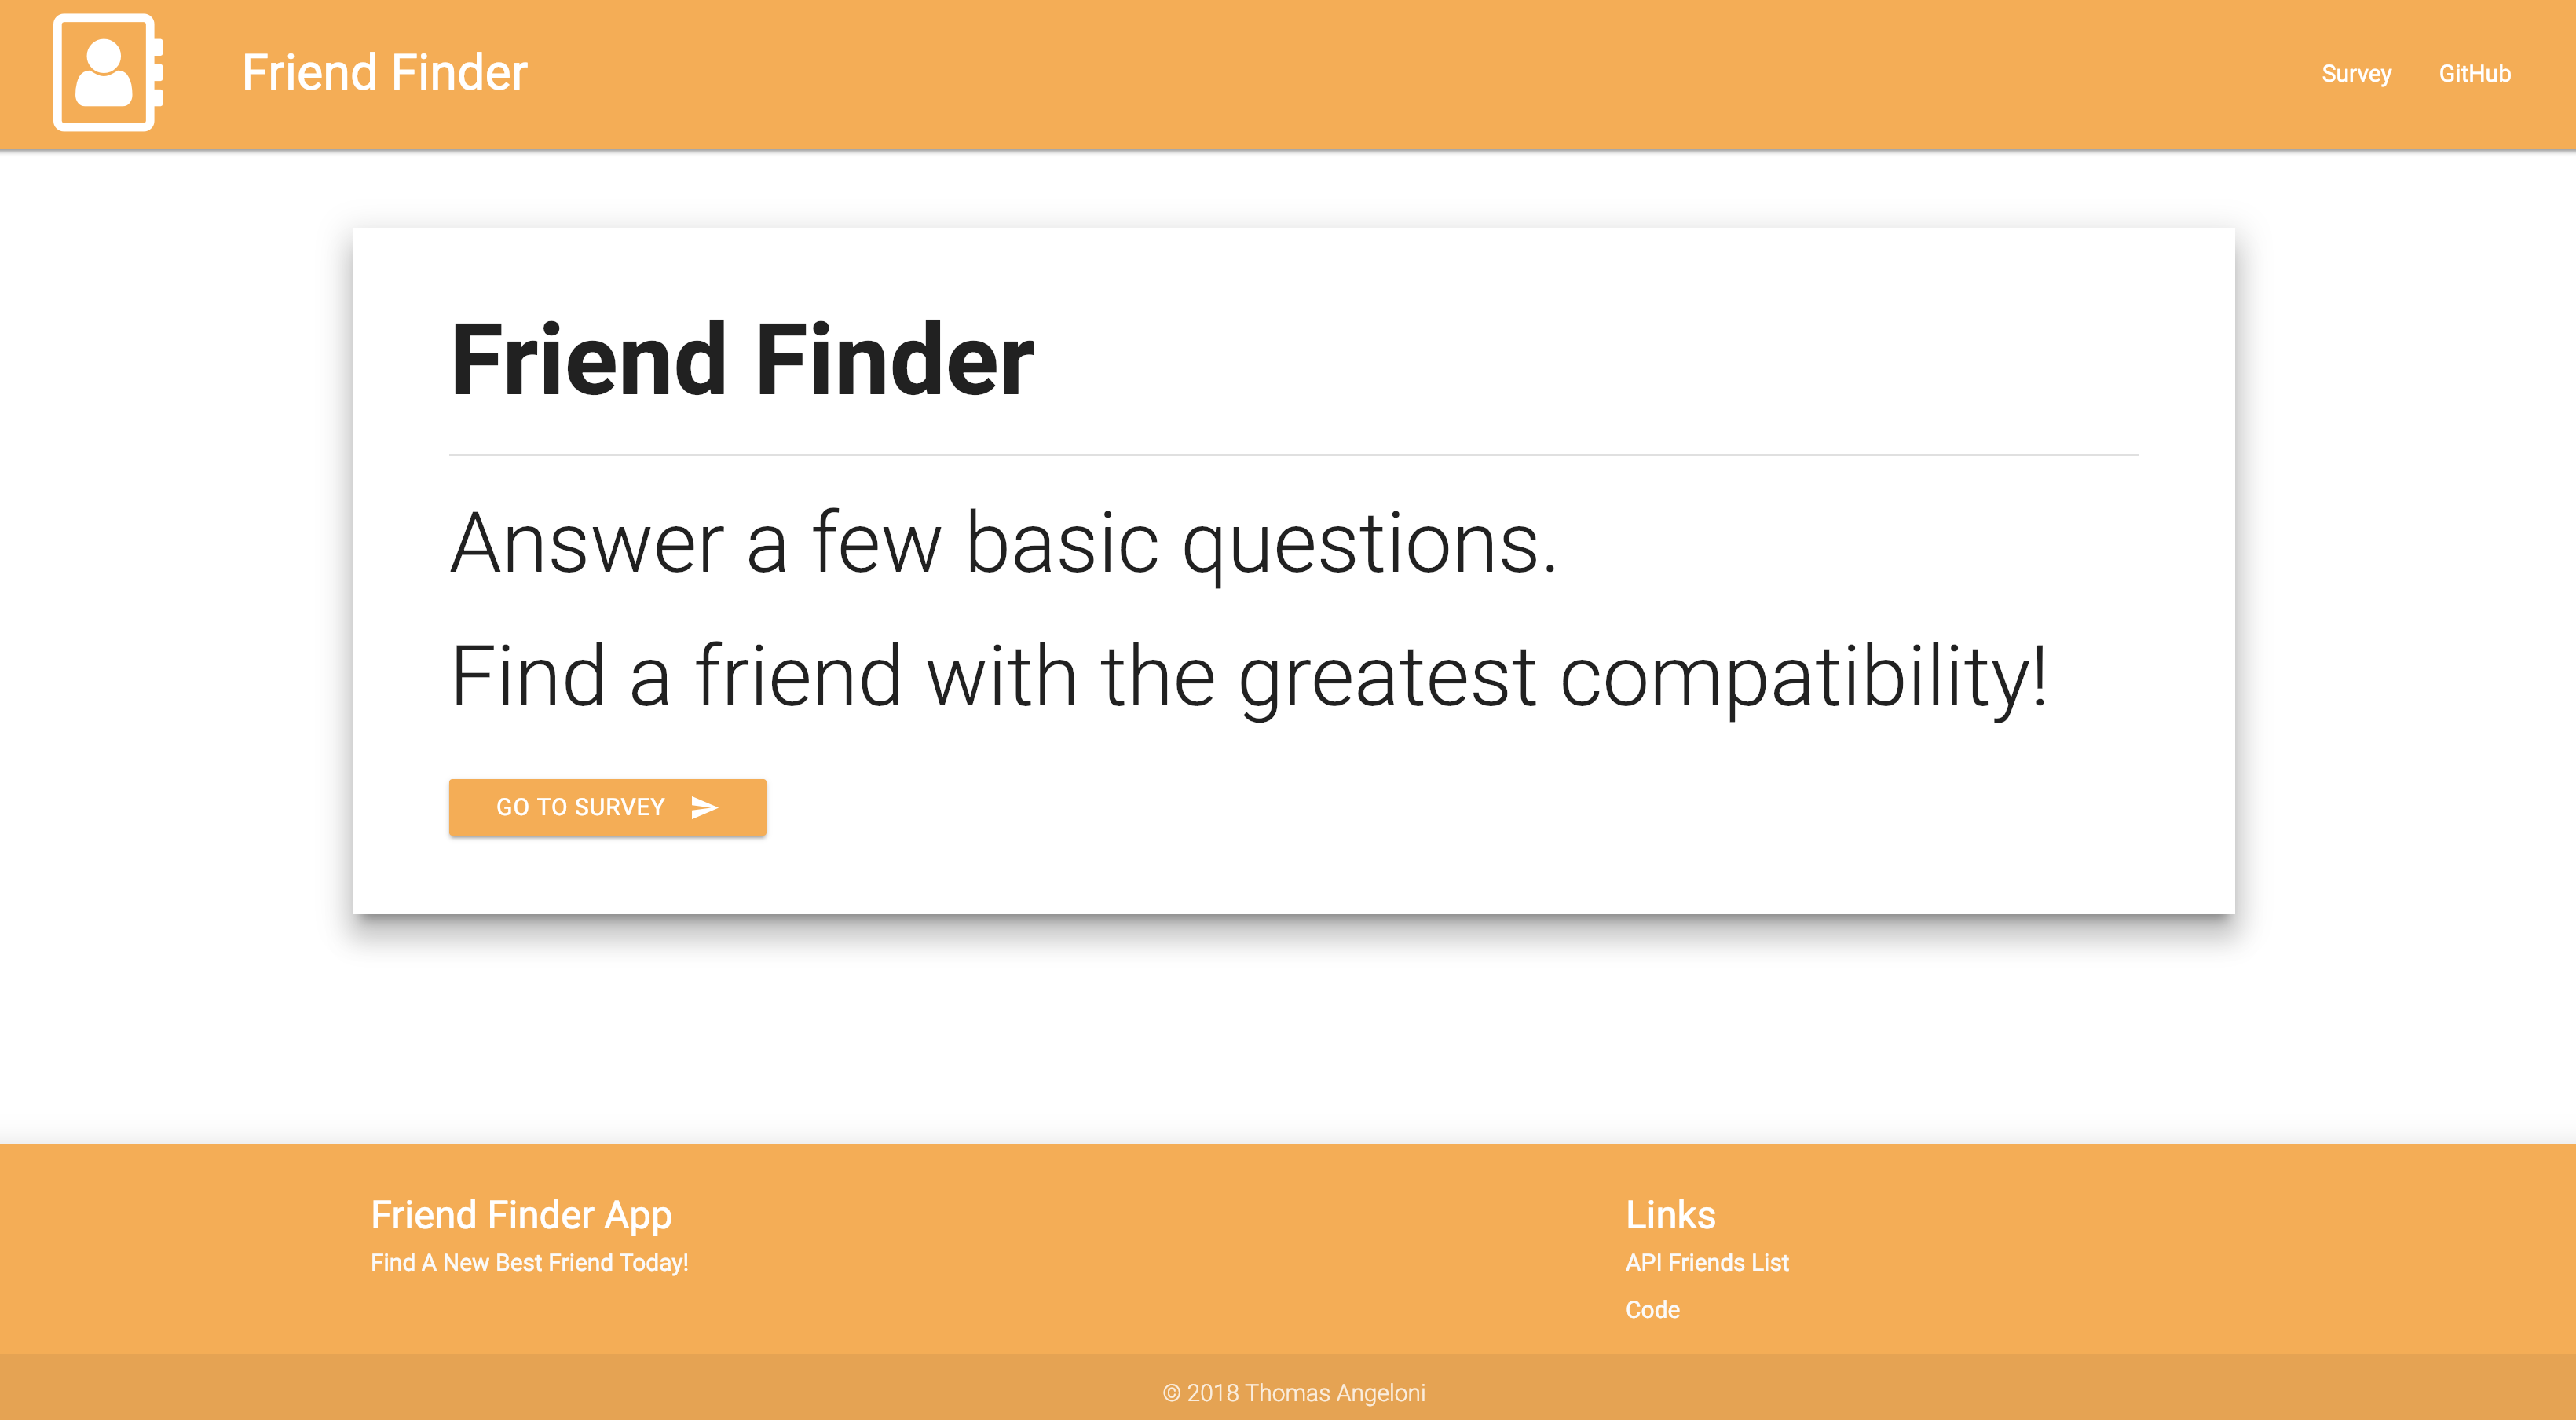 Friend Finder
Survey
GitHub
Friend Finder
Answer a few basic questions.
Find a friend with the greatest compatibility!
GO TO SURVEY
Friend Finder App
Find A New Best Friend Today!
Links
API Friends List
Code
© 2018 Thomas Angeloni